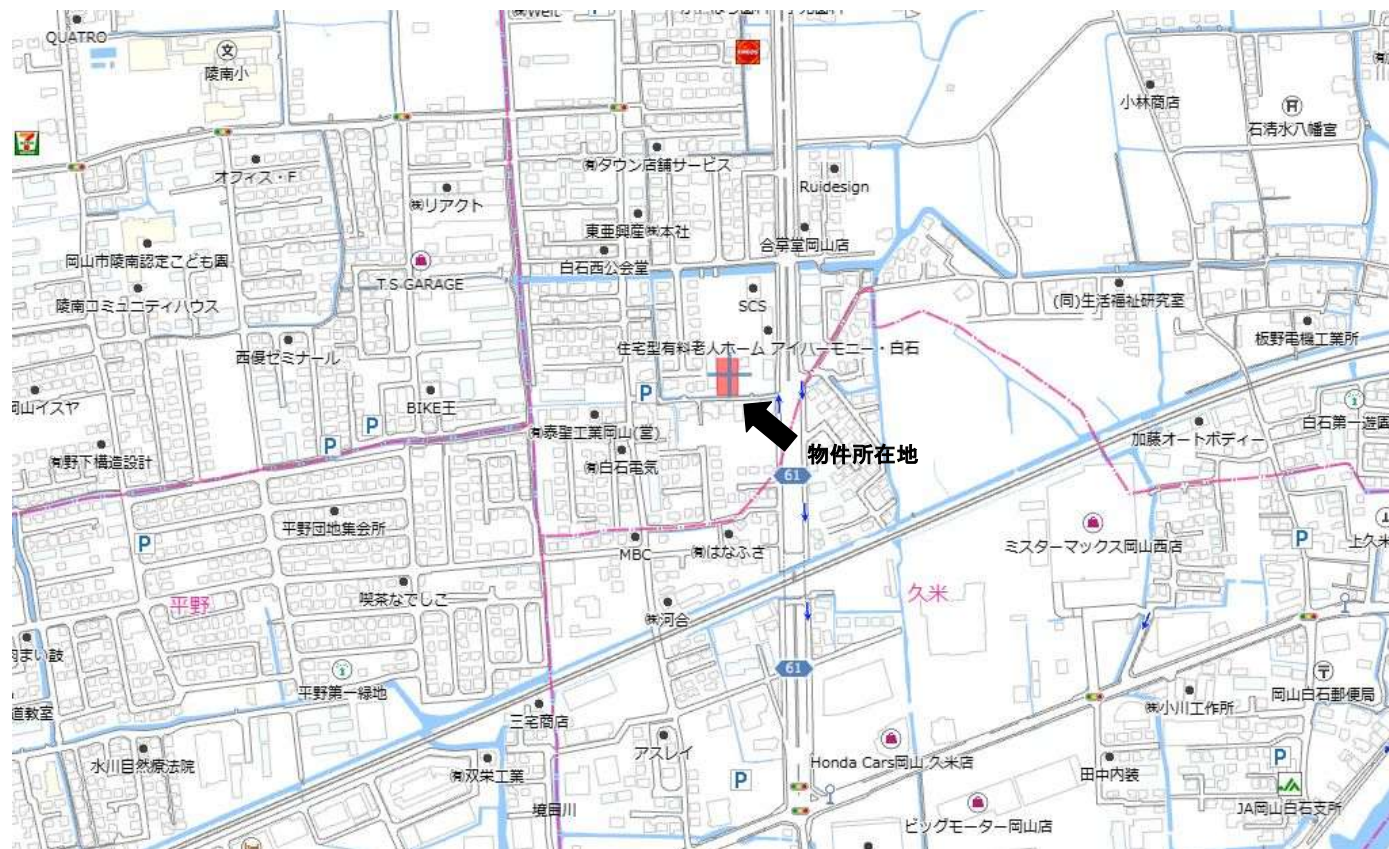 ㈱Welt
P
QUATRO
文
陵南小
ENEOS
小林商店
石清水八幡宮
㈲タウン店舗サービス
オフィス・F
Ruidesign
㈱リアクト
東亜興産㈱本社
合掌堂岡山店
岡山市陵南認定こども園
白石西公会堂
T.S GARAGE
陵南コミュニティハウス
SCS
(同)生活福祉研究室
板野電機工業所
西優ゼミナール
住宅型有料老人ホーム アイハーモニー・白石
岡山イスヤ
BIKE王
P
P
P
㈲泰聖工業岡山(営)
白石第一遊園
加藤オートボディー
物件所在地
㈲野下構造設計
㈲白石電気
61
平野団地集会所
P
MBC
㈲はなふさ
ミスターマックス岡山西店
P
上久米
喫茶なでしこ
平野
久米
㈱河合
61
平野第一緑地
岡山白石郵便局
道教室
三宅商店
㈱小川工作所
水川自然療法院
㈲双栄工業
アスレイ
P
Honda Cars岡山 久米店
田中内装
P
境目川
ビッグモーター岡山店
JA岡山白石支所